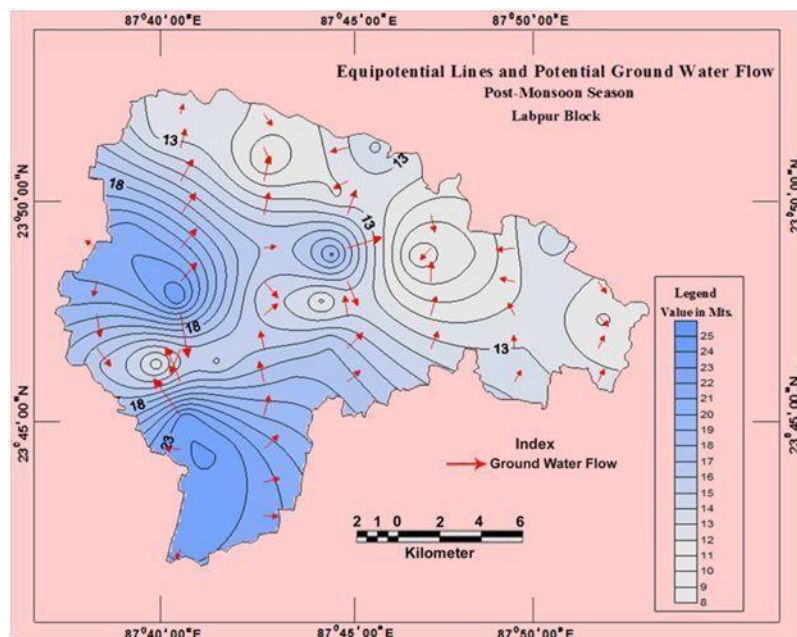 87°40'00"E 87°45'00"E 87°50'00"E
Equipotential Lines and Potential Ground Water Flow
Post-Monsoon Season
Labpur Block
23°50'00"N
23°50'00"N
13
13
18
13
18
13
18
23
23°45'00"N
23°45'00"N
Legend
Value in Mts.
25
24
23
22
21
20
19
18
17
16
15
14
13
12
11
10
9
8
Index
Ground Water Flow
2 1 0 2 4 6
Kilometer
87°40'00"E 87°45'00"E 87°50'00"E